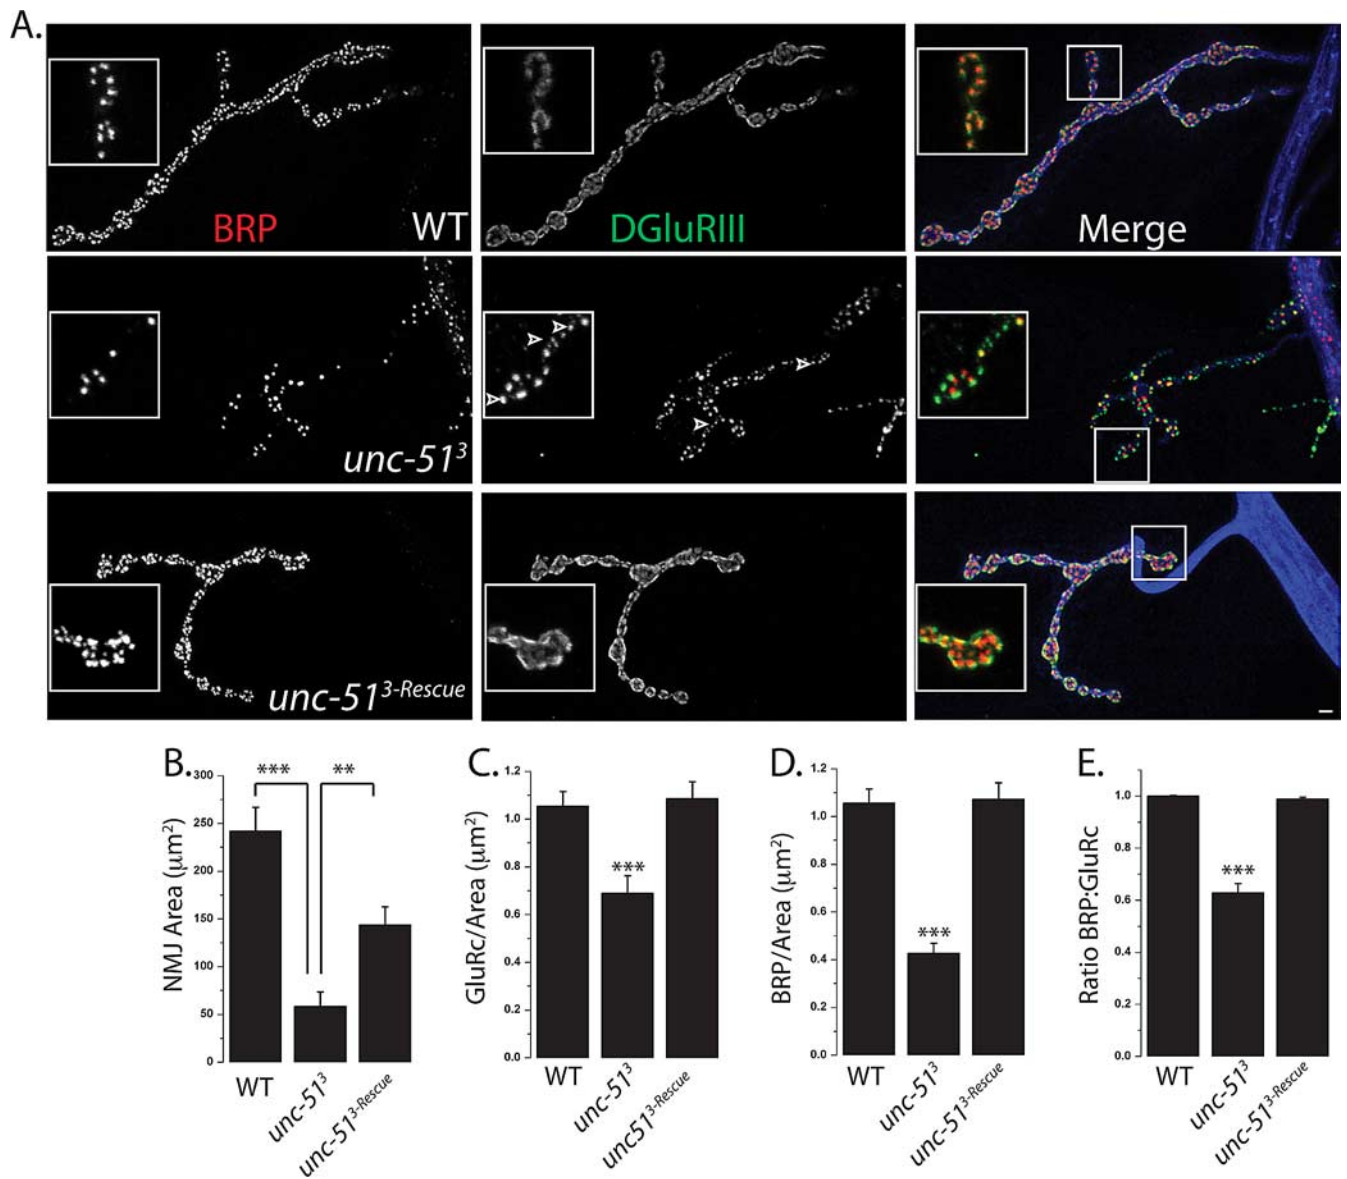 A.
BRP WT DGluRIII Merge
unc-51³
unc-51³⁻ᴿᵉˢᶜᵘᵉ
B. C. D. E.
*** **
NMJ Area (μm²)
300
250
200
150
100
50
0
WT
unc-51³
unc-51³⁻ᴿᵉˢᶜᵘᵉ
GluRc/Area (μm²)
1.2
1.0
0.8
0.6
0.4
0.2
0.0
***
WT
unc-51³
unc51³⁻ᴿᵉˢᶜᵘᵉ
BRP/Area (μm²)
1.2
1.0
0.8
0.6
0.4
0.2
0.0
***
WT
unc-51³
unc-51³⁻ᴿᵉˢᶜᵘᵉ
Ratio BRP:GluRc
1.0
0.8
0.6
0.4
0.2
0.0
***
WT
unc-51³
unc-51³⁻ᴿᵉˢᶜᵘᵉ